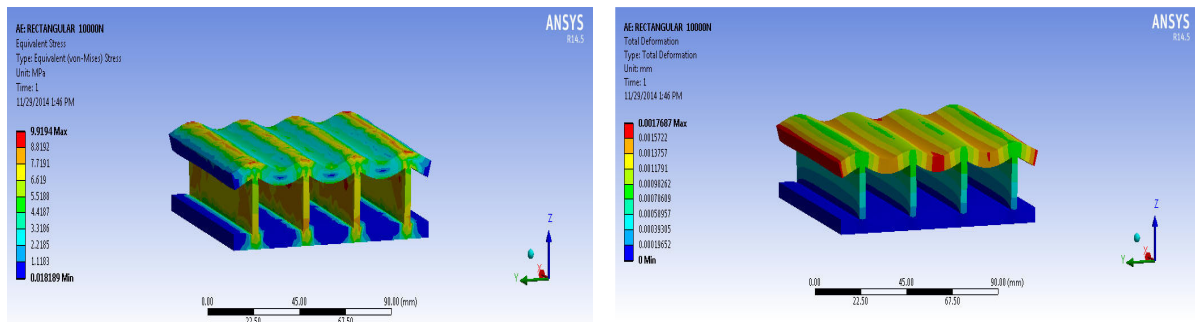 AE: RECTANGULAR 10000N
Equivalent Stress
Type: Equivalent (von-Mises) Stress
Unit: MPa
Time: 1
11/29/2014 1:46 PM
9.9194 Max
8.8192
7.7191
6.619
5.5188
4.4187
3.3186
2.2185
1.1183
0.018189 Min
ANSYS
R14.5
Z
X
Y
0.00 45.00 90.00 (mm)
22.50 67.50
AE: RECTANGULAR 10000N
Total Deformation
Type: Total Deformation
Unit: mm
Time: 1
11/29/2014 1:46 PM
0.0017687 Max
0.0015722
0.0013757
0.0011791
0.00098262
0.00078609
0.00058957
0.00039305
0.00019652
0 Min
ANSYS
R14.5
Z
X
Y
0.00 45.00 90.00 (mm)
22.50 67.50